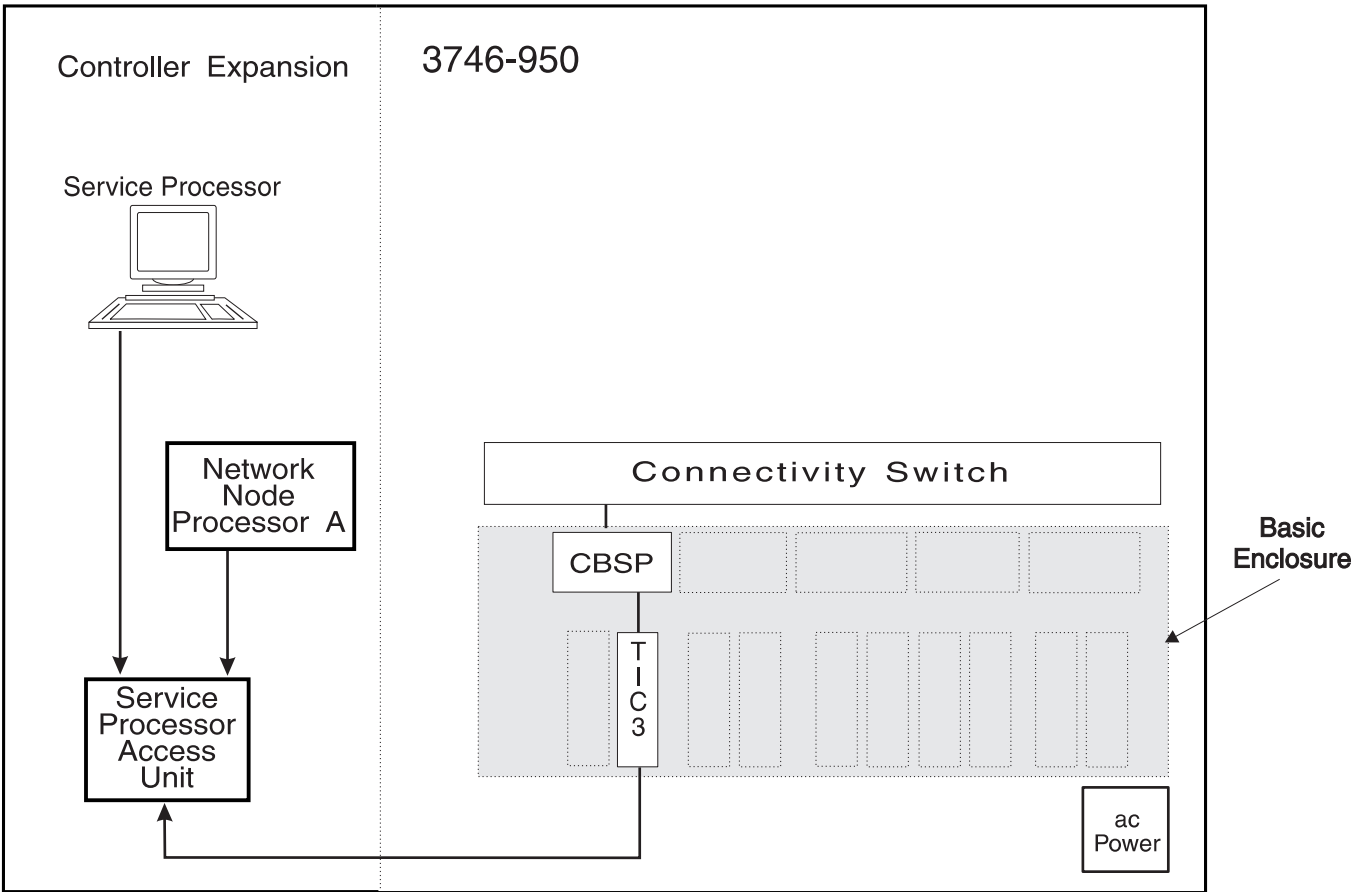 Controller Expansion
3746-950
Service Processor
Network
Node
Processor A
Connectivity Switch
Basic
Enclosure
CBSP
T
I
C
3
Service
Processor
Access
Unit
ac
Power